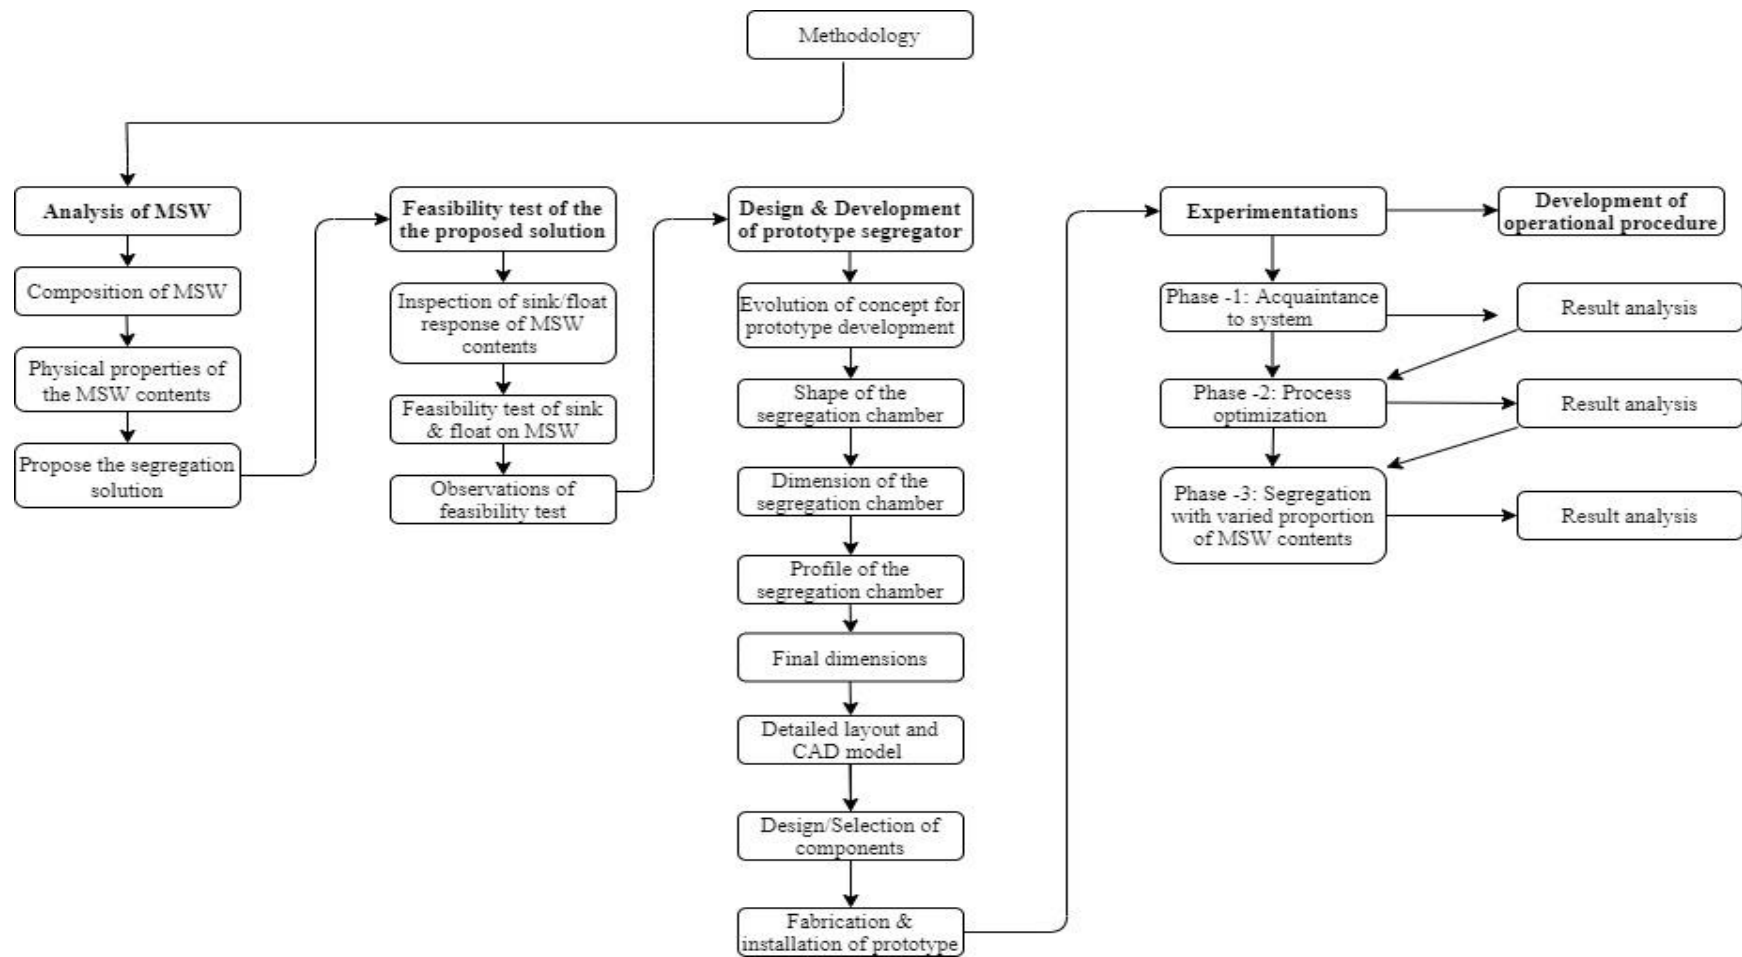 Methodology
Analysis of MSW
Composition of MSW
Physical properties of
the MSW contents
Propose the segregation
solution
Feasibility test of the
the proposed solution
Inspection of sink/float
response of MSW
contents
Feasibility test of sink
& float on MSW
Observations of
feasibility test
Design & Development
of prototype segregator
Evolution of concept for
prototype development
Shape of the
segregation chamber
Dimension of the
segregation chamber
Profile of the
segregation chamber
Final dimensions
Detailed layout and
CAD model
Design/Selection of
components
Fabrication &
installation of prototype
Experimentations
Phase -1: Acquaintance
to system
Result analysis
Phase -2: Process
optimization
Result analysis
Phase -3: Segregation
with varied proportion
of MSW contents
Result analysis
Development of
operational procedure